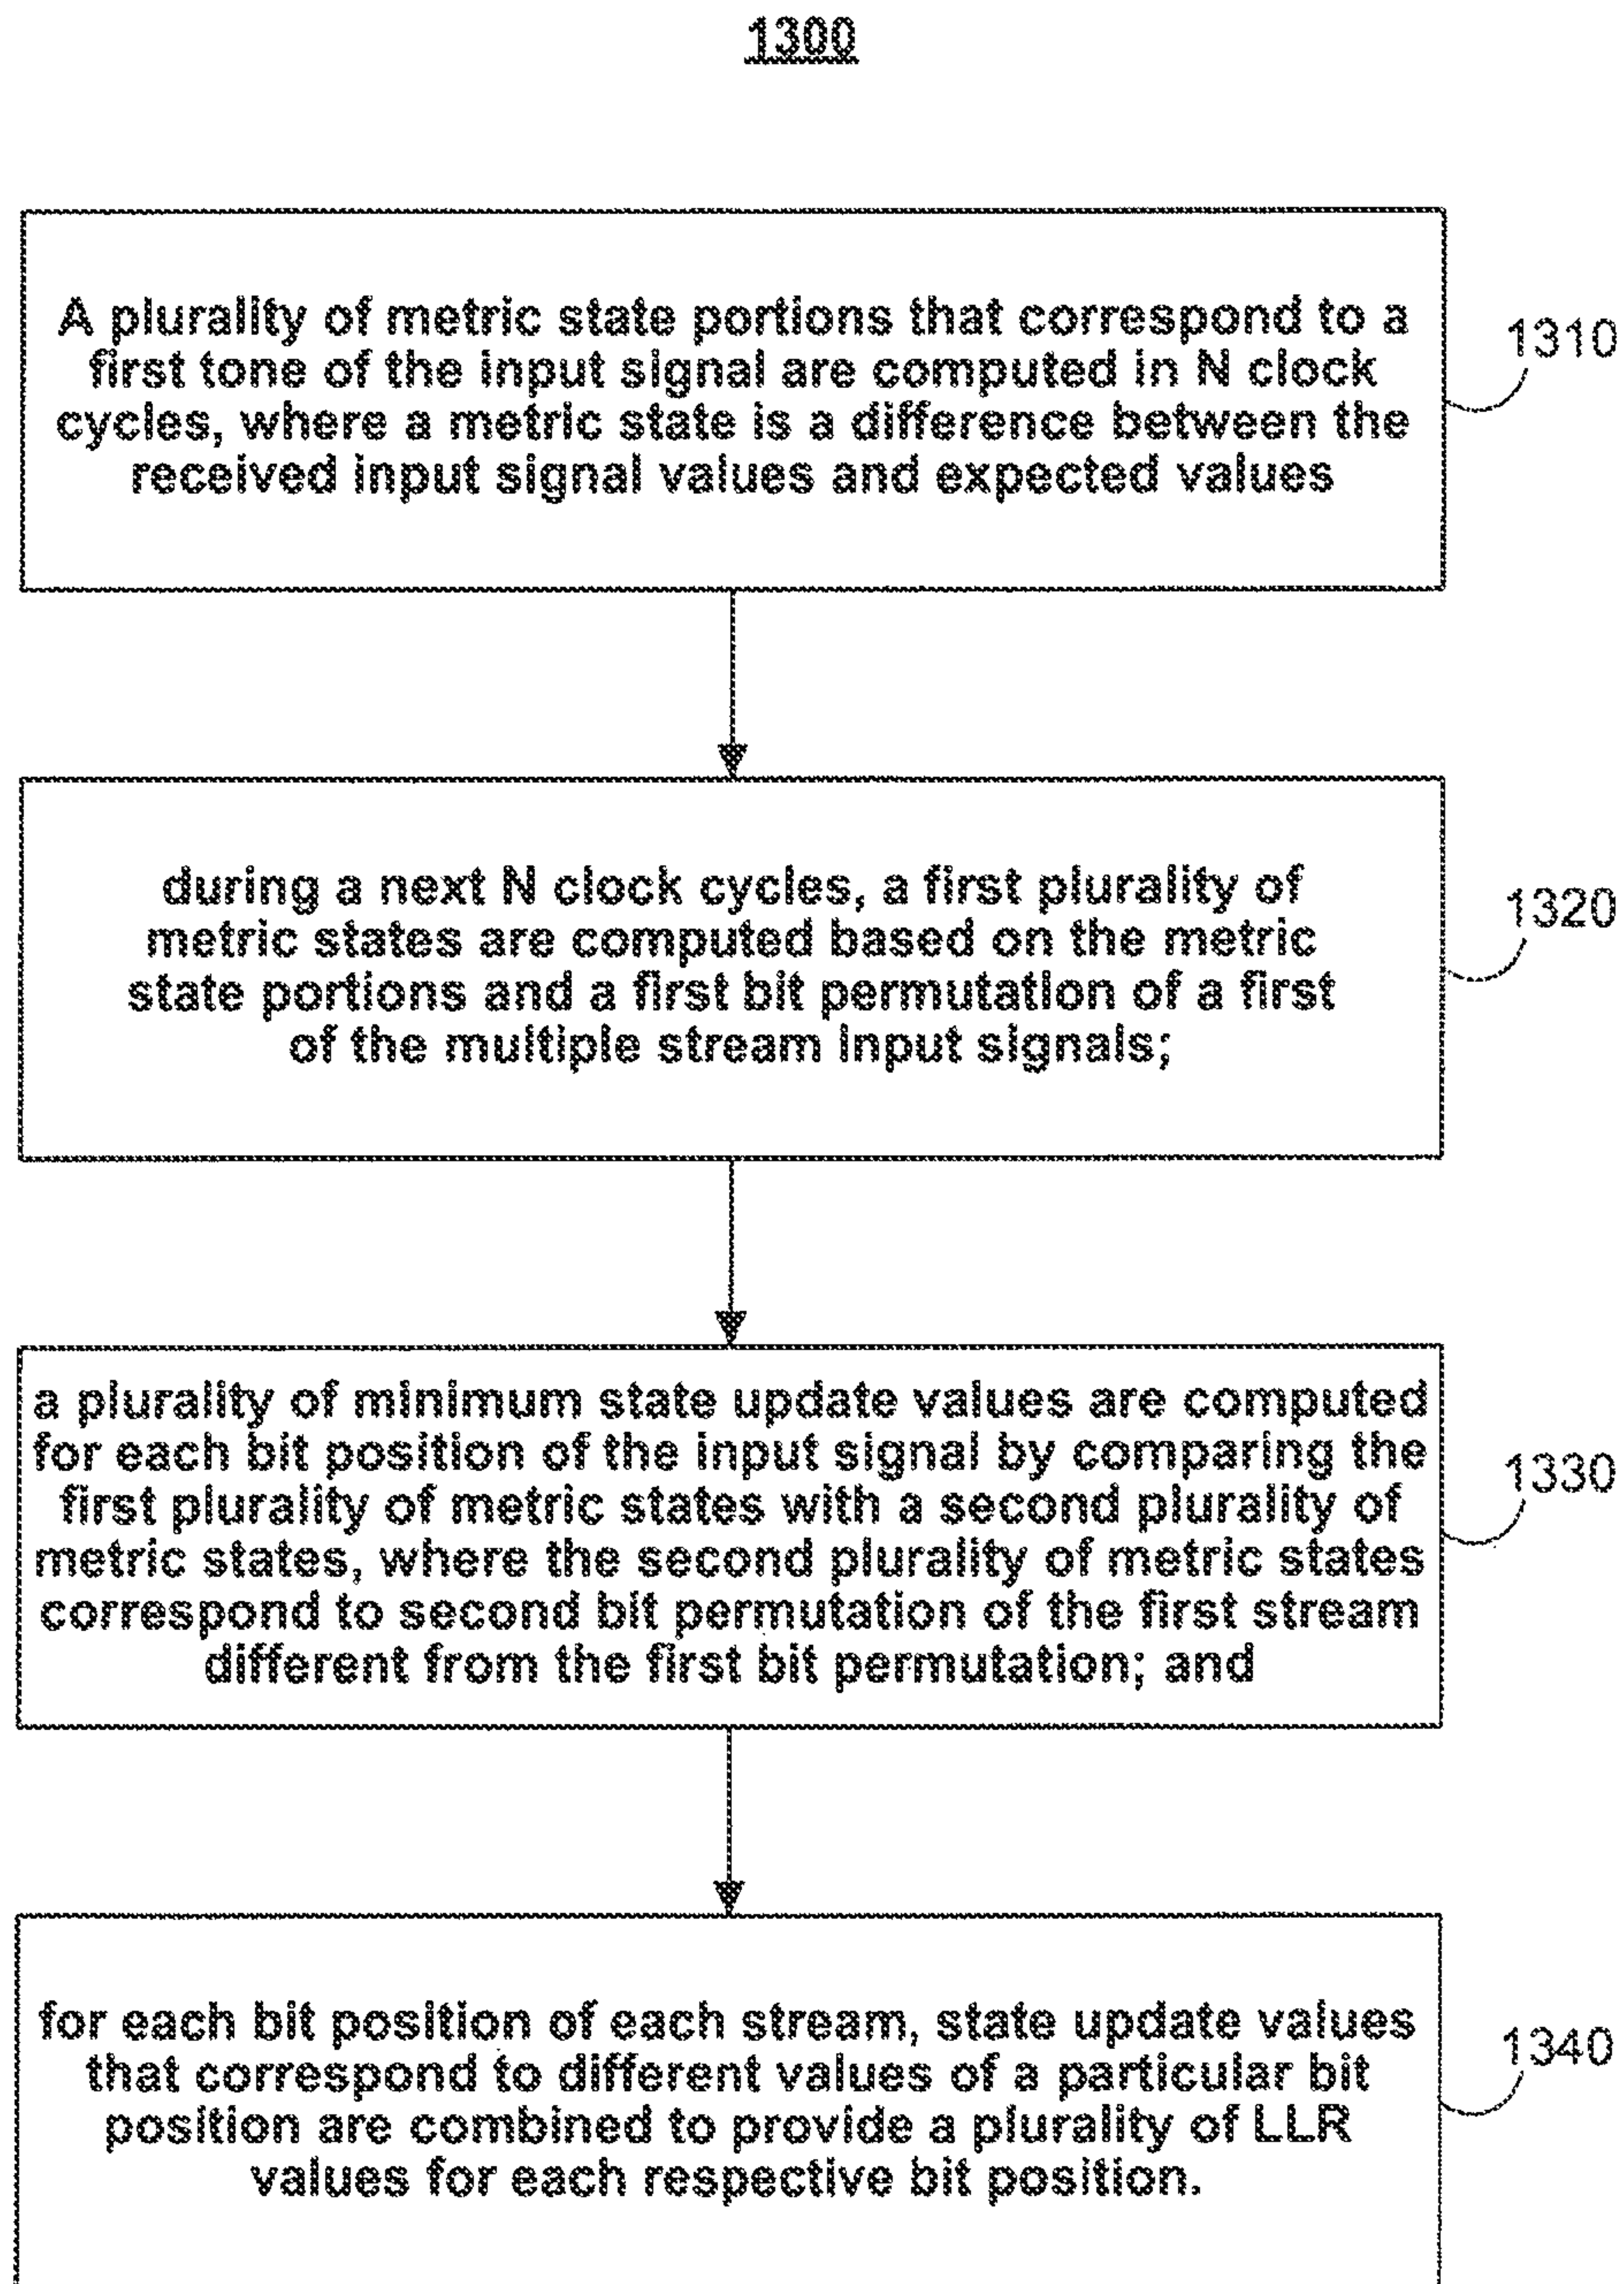 1300
A plurality of metric state portions that correspond to a
first tone of the input signal are computed in N clock
cycles, where a metric state is a difference between the
received input signal values and expected values
1310
during a next N clock cycles, a first plurality of
metric states are computed based on the metric
state portions and a first bit permutation of a first
of the multiple stream input signals;
1320
a plurality of minimum state update values are computed
for each bit position of the input signal by comparing the
first plurality of metric states with a second plurality of
metric states, where the second plurality of metric states
correspond to second bit permutation of the first stream
different from the first bit permutation; and
1330
for each bit position of each stream, state update values
that correspond to different values of a particular bit
position are combined to provide a plurality of LLR
values for each respective bit position.
1340